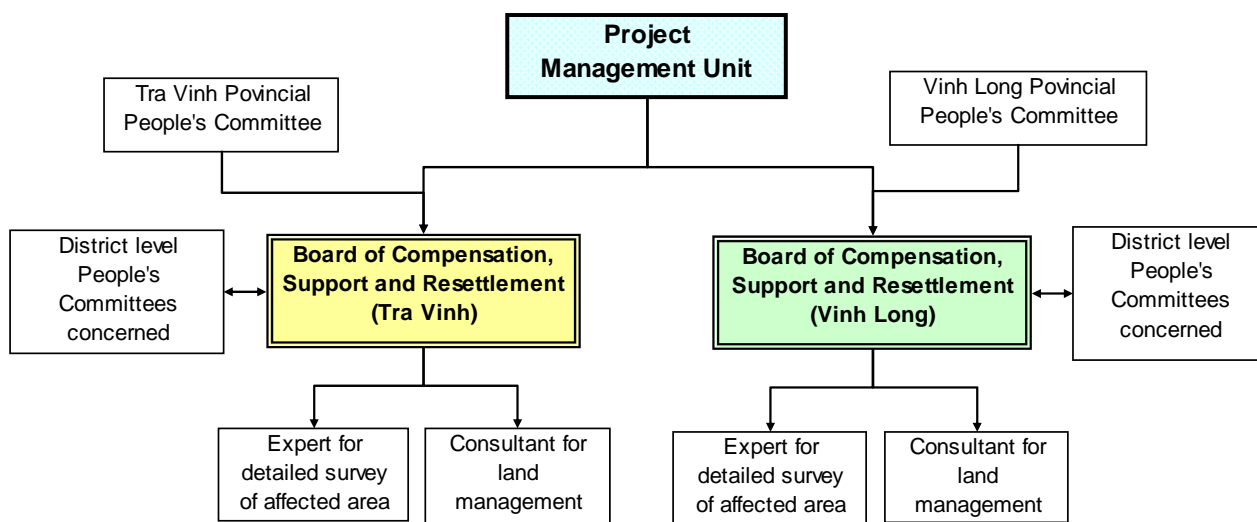 Project
Management Unit
Tra Vinh Povincial
People's Committee
Vinh Long Povincial
People's Committee
District level
People's
Committees
concerned
Board of Compensation,
Support and Resettlement
(Tra Vinh)
Board of Compensation,
Support and Resettlement
(Vinh Long)
District level
People's
Committees
concerned
Expert for
detailed survey
of affected area
Consultant for
land
management
Expert for
detailed survey
of affected area
Consultant for
land
management